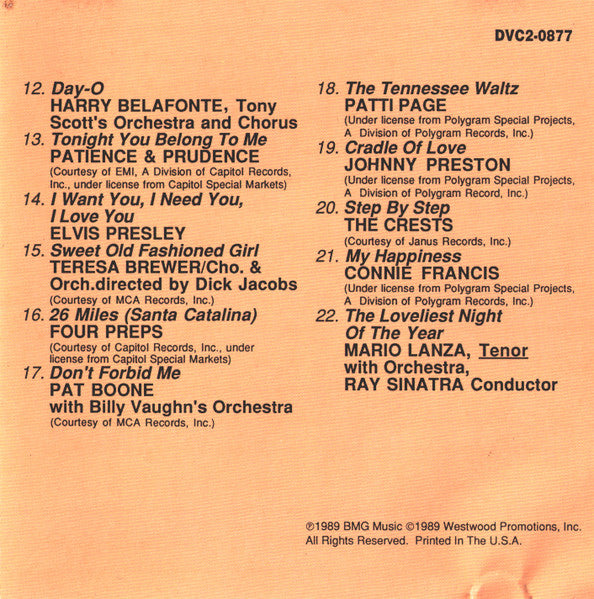 DVC2-0877
12. Day-O
HARRY BELAFONTE, Tony
Scott's Orchestra and Chorus
13. Tonight You Belong To Me
PATIENCE & PRUDENCE
(Courtesy of EMI, A Division of Capitol Records,
Inc., under license from Capitol Special Markets)
14. I Want You, I Need You,
I Love You
ELVIS PRESLEY
15. Sweet Old Fashioned Girl
TERESA BREWER/Cho. &
Orch.directed by Dick Jacobs
(Courtesy of MCA Records, Inc.)
16. 26 Miles (Santa Catalina)
FOUR PREPS
(Courtesy of Capitol Records, Inc., under
license from Capitol Special Markets)
17. Don't Forbid Me
PAT BOONE
with Billy Vaughn's Orchestra
(Courtesy of MCA Records, Inc.)
18. The Tennessee Waltz
PATTI PAGE
(Under license from Polygram Special Projects,
A Division of Polygram Records, Inc.)
19. Cradle Of Love
JOHNNY PRESTON
(Under license from Polygram Special Projects,
A Division of Polygram Records, Inc.)
20. Step By Step
THE CRESTS
(Courtesy of Janus Records, Inc.)
21. My Happiness
CONNIE FRANCIS
(Under license from Polygram Special Projects,
A Division of Polygram Records, Inc.)
22. The Loveliest Night
Of The Year
MARIO LANZA, Tenor
with Orchestra,
RAY SINATRA Conductor
℗1989 BMG Music ©1989 Westwood Promotions, Inc.
All Rights Reserved. Printed In The U.S.A.